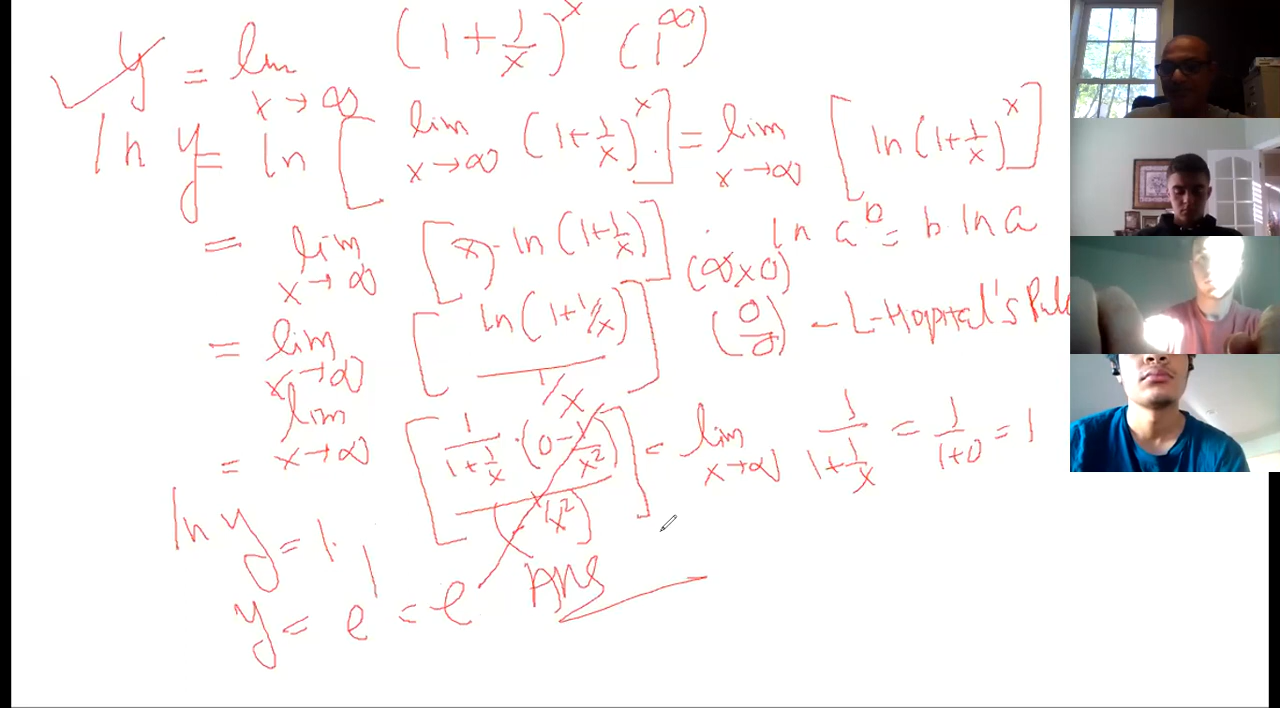 y = lim x→∞ (1+1/x)^x (1^∞)
ln y = ln [ lim x→∞ (1+1/x)^x ] = lim x→∞ [ ln (1+1/x)^x ]
= lim x→∞ [ x · ln (1+1/x) ] . (∞×0) ln a^b = b ln a
= lim x→∞ [ ln (1+1/x) / 1/x ] (0/0) – L-Hopital's Rule
= lim x→∞ [ 1/(1+1/x) · (0 – 1/x²) / (–1/x²) ] = lim x→∞ 1/(1+1/x) = 1/(1+0) = 1
ln y = 1.
y = e^1 = e Ans